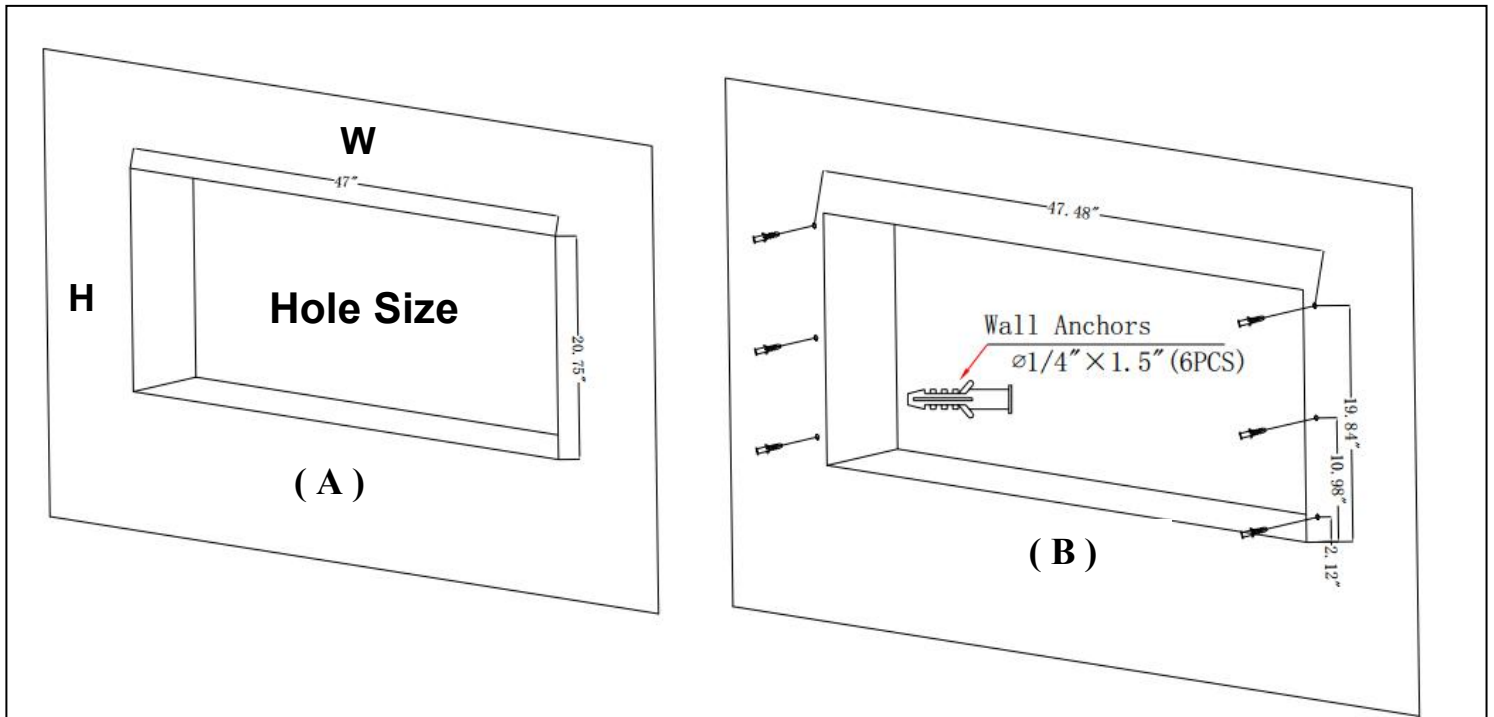 W
47"
H
Hole Size
20.75"
( A )
47.48"
Wall Anchors
⌀1/4"×1.5"(6PCS)
19.84"
10.98"
2.12"
( B )